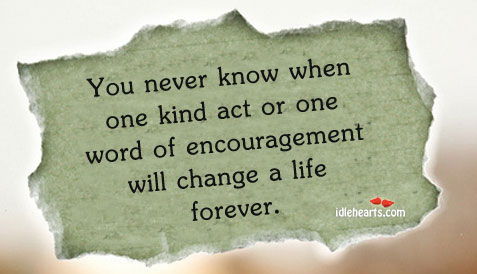 You never know when
one kind act or one
word of encouragement
will change a life
forever.
idlehearts.com